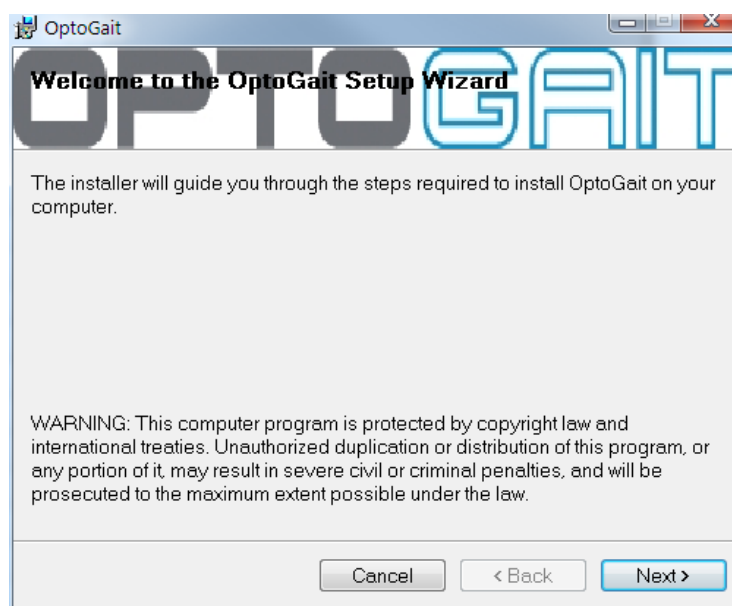 OptoGait
OPTOGAIT
Welcome to the OptoGait Setup Wizard
The installer will guide you through the steps required to install OptoGait on your
computer.
WARNING: This computer program is protected by copyright law and
international treaties. Unauthorized duplication or distribution of this program, or
any portion of it, may result in severe civil or criminal penalties, and will be
prosecuted to the maximum extent possible under the law.
Cancel
< Back
Next >